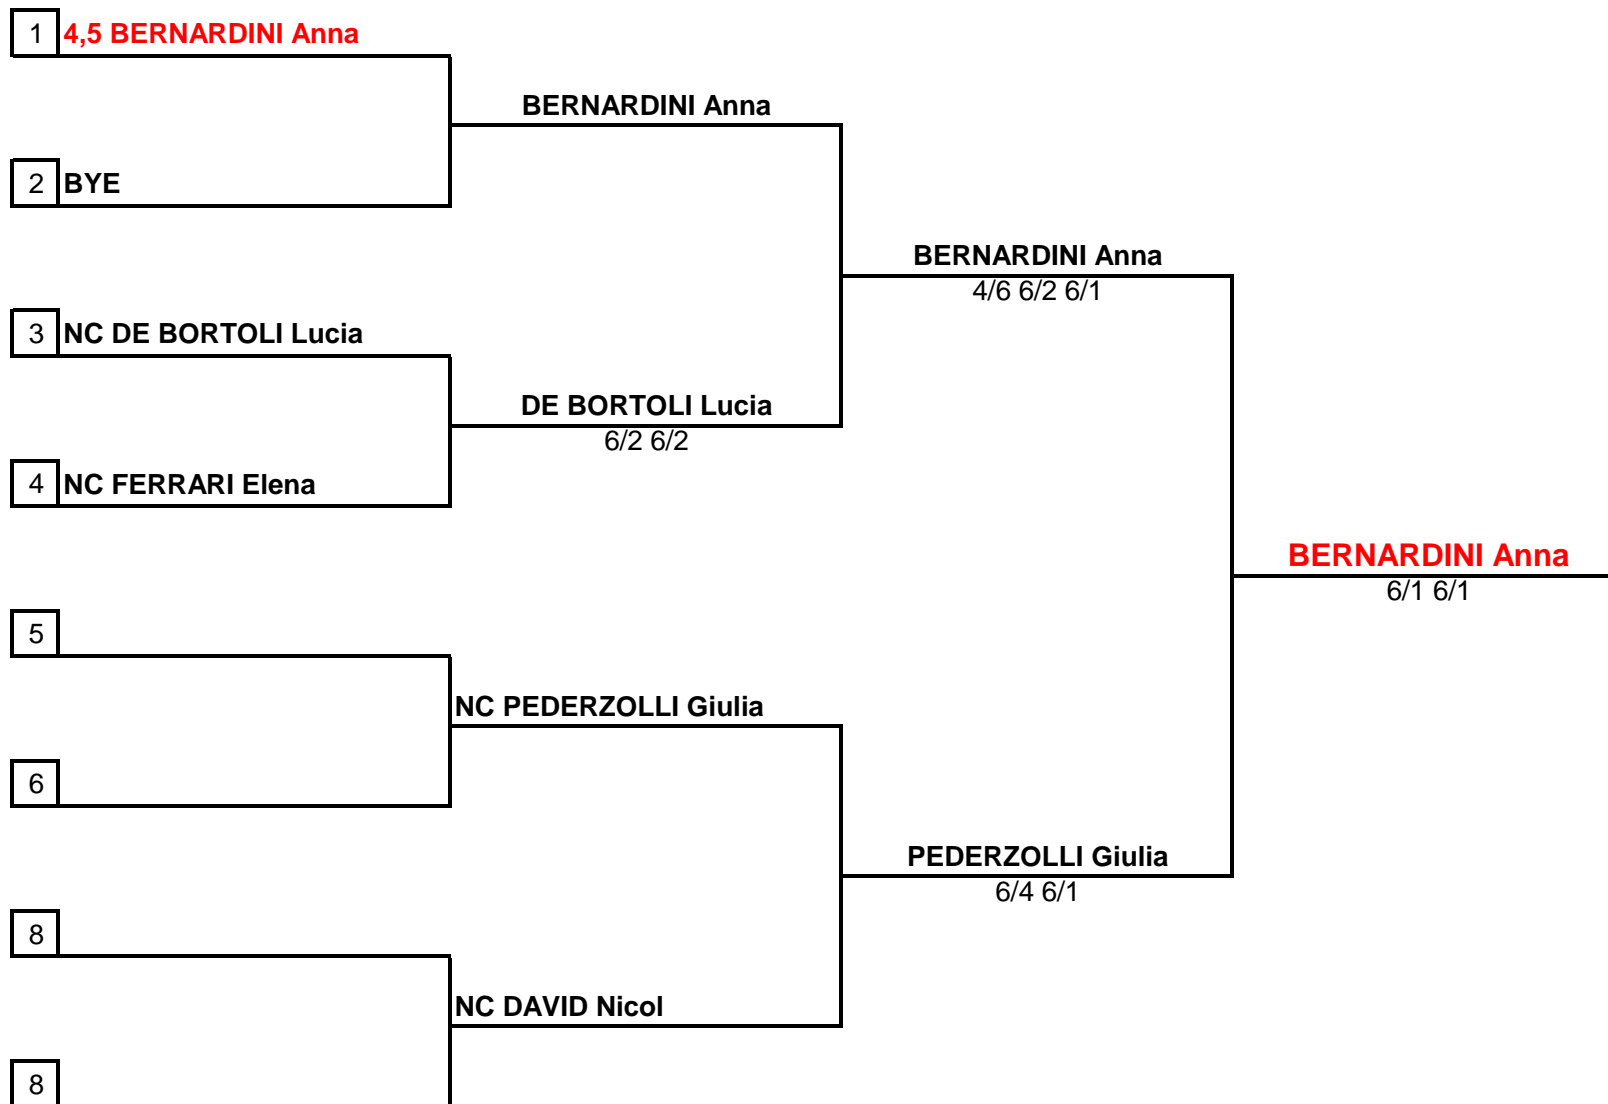 1 4,5 BERNARDINI Anna
BERNARDINI Anna
2 BYE
BERNARDINI Anna
4/6 6/2 6/1
3 NC DE BORTOLI Lucia
DE BORTOLI Lucia
6/2 6/2
4 NC FERRARI Elena
BERNARDINI Anna
6/1 6/1
5
NC PEDERZOLLI Giulia
6
PEDERZOLLI Giulia
6/4 6/1
8
NC DAVID Nicol
8